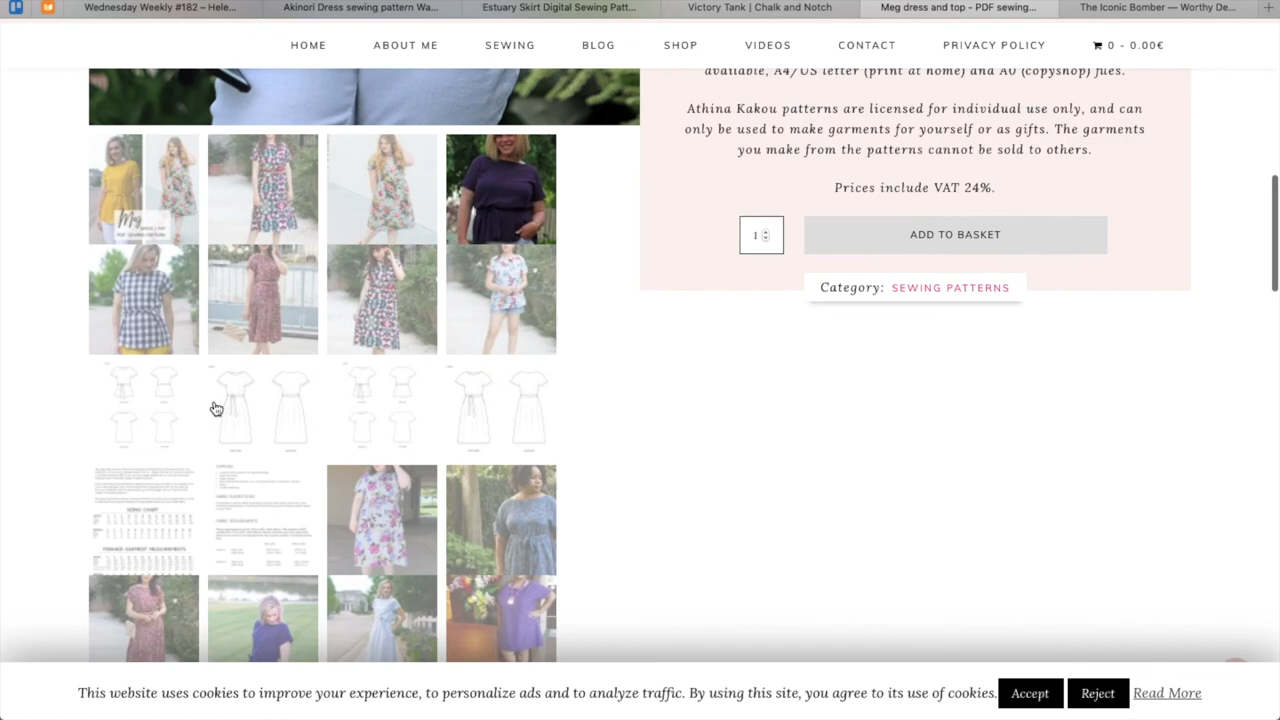 Wednesday Weekly #182 – Hele...
Akinori Dress sewing pattern Wa...
Estuary Skirt Digital Sewing Patt...
Victory Tank | Chalk and Notch
Meg dress and top - PDF sewing...
The Iconic Bomber — Worthy De...
HOME ABOUT ME SEWING BLOG SHOP VIDEOS CONTACT PRIVACY POLICY 0 - 0.00€
available, A4/US letter (print at home) and A0 (copyshop) files.
Athina Kakou patterns are licensed for individual use only, and can
only be used to make garments for yourself or as gifts. The garments
you make from the patterns cannot be sold to others.
Prices include VAT 24%.
1 ADD TO BASKET
Category: SEWING PATTERNS
Meg
SIZING CHART
FINISHED GARMENT MEASUREMENTS
This website uses cookies to improve your experience, to personalize ads and to analyze traffic. By using this site, you agree to its use of cookies. Accept Reject Read More